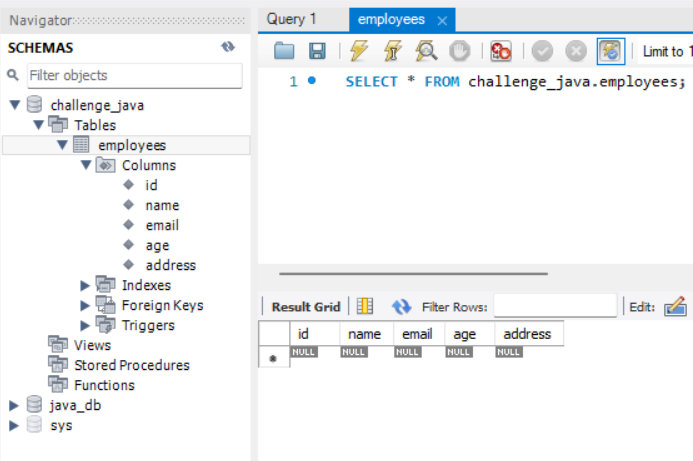 Navigator
SCHEMAS
Filter objects
challenge_java
Tables
employees
Columns
id
name
email
age
address
Indexes
Foreign Keys
Triggers
Views
Stored Procedures
Functions
java_db
sys
Query 1 employees
Limit to 1
1 SELECT * FROM challenge_java.employees;
Result Grid Filter Rows: Edit:
id name email age address
NULL NULL NULL NULL NULL